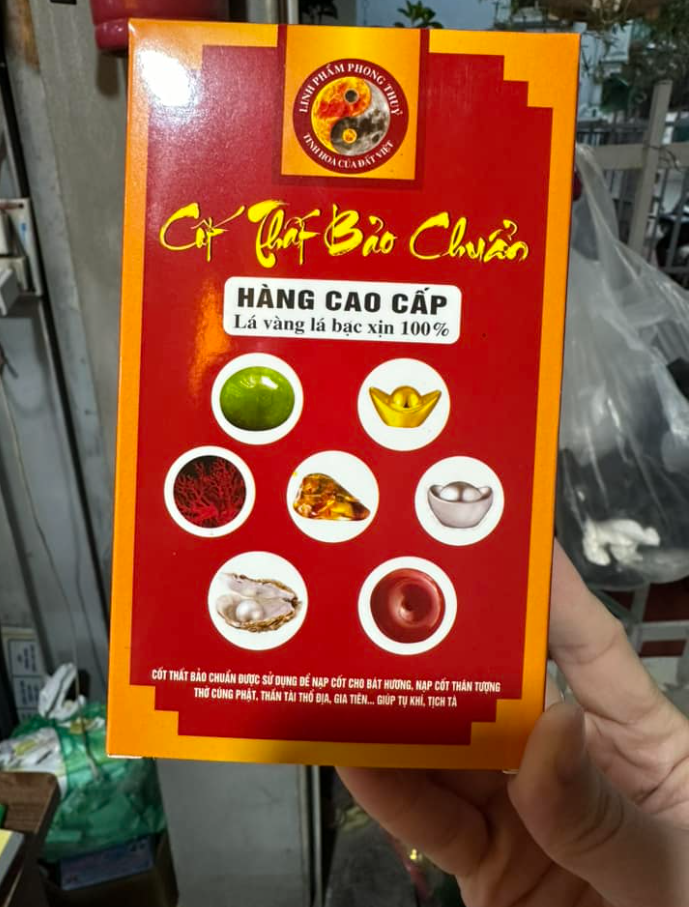 LINH PHẨM PHONG THUỶ
TINH HOA CỦA ĐẤT VIỆT
Cốt Thất Bảo Chuẩn
HÀNG CAO CẤP
Lá vàng lá bạc xịn 100%
CỐT THẤT BẢO CHUẨN ĐƯỢC SỬ DỤNG ĐỂ NẠP CỐT CHO BÁT HƯƠNG, NẠP CỐT THÂN TƯỢNG
THỜ CÚNG PHẬT, THẦN TÀI THỔ ĐỊA, GIA TIÊN... GIÚP TỤ KHÍ, TỊCH TÀ